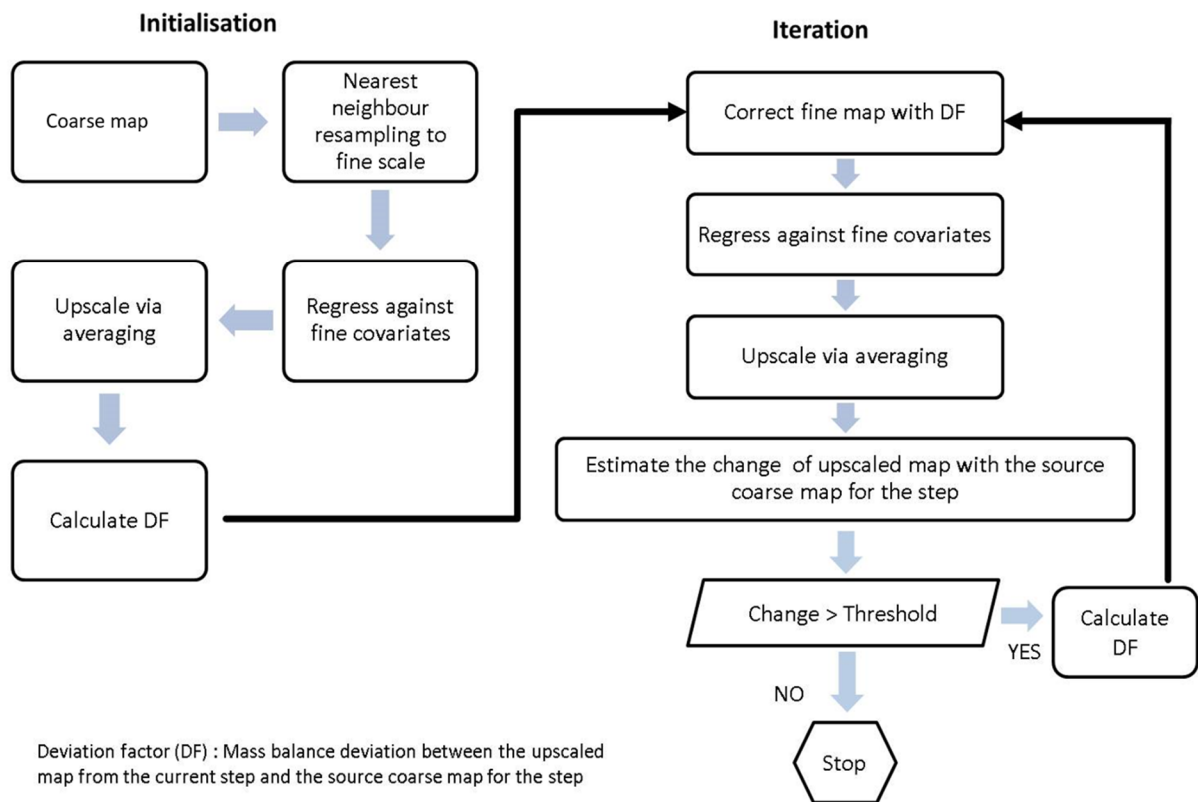 Initialisation
Coarse map
Nearest
neighbour
resampling to
fine scale
Regress against
fine covariates
Upscale via
averaging
Calculate DF
Iteration
Correct fine map with DF
Regress against fine covariates
Upscale via averaging
Estimate the change of upscaled map with the source
coarse map for the step
Change > Threshold
YES
Calculate
DF
NO
Stop
Deviation factor (DF) : Mass balance deviation between the upscaled
map from the current step and the source coarse map for the step